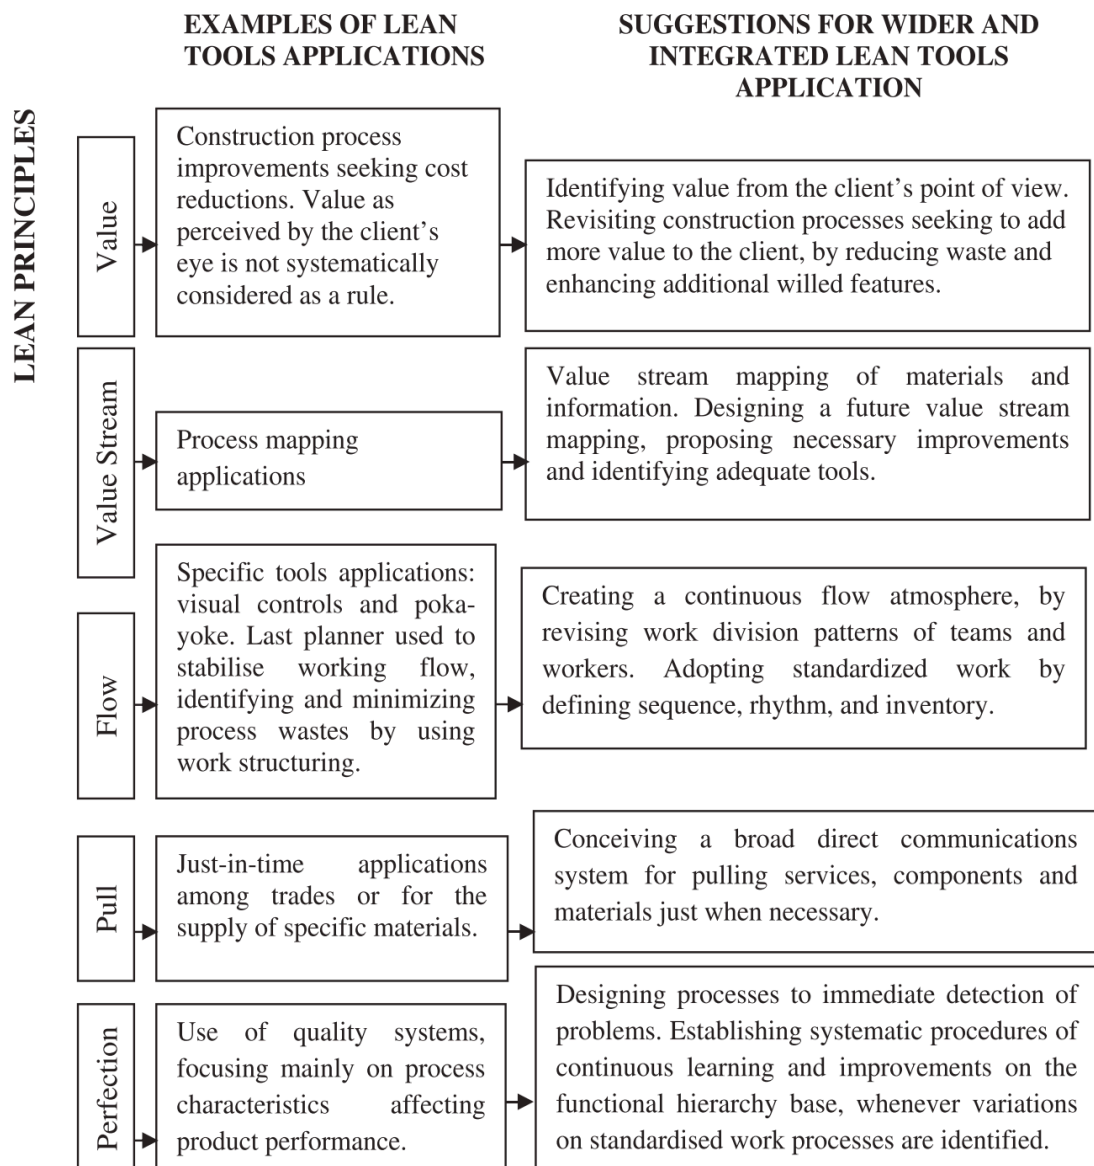 EXAMPLES OF LEAN
TOOLS APPLICATIONS
SUGGESTIONS FOR WIDER AND
INTEGRATED LEAN TOOLS
APPLICATION
LEAN PRINCIPLES
Value
Construction process
improvements seeking cost
reductions. Value as
perceived by the client's
eye is not systematically
considered as a rule.
Identifying value from the client's point of view.
Revisiting construction processes seeking to add
more value to the client, by reducing waste and
enhancing additional willed features.
Value Stream
Process mapping
applications
Value stream mapping of materials and
information. Designing a future value stream
mapping, proposing necessary improvements
and identifying adequate tools.
Flow
Specific tools applications:
visual controls and poka-
yoke. Last planner used to
stabilise working flow,
identifying and minimizing
process wastes by using
work structuring.
Creating a continuous flow atmosphere, by
revising work division patterns of teams and
workers. Adopting standardized work by
defining sequence, rhythm, and inventory.
Pull
Just-in-time applications
among trades or for the
supply of specific materials.
Conceiving a broad direct communications
system for pulling services, components and
materials just when necessary.
Perfection
Use of quality systems,
focusing mainly on process
characteristics affecting
product performance.
Designing processes to immediate detection of
problems. Establishing systematic procedures of
continuous learning and improvements on the
functional hierarchy base, whenever variations
on standardised work processes are identified.